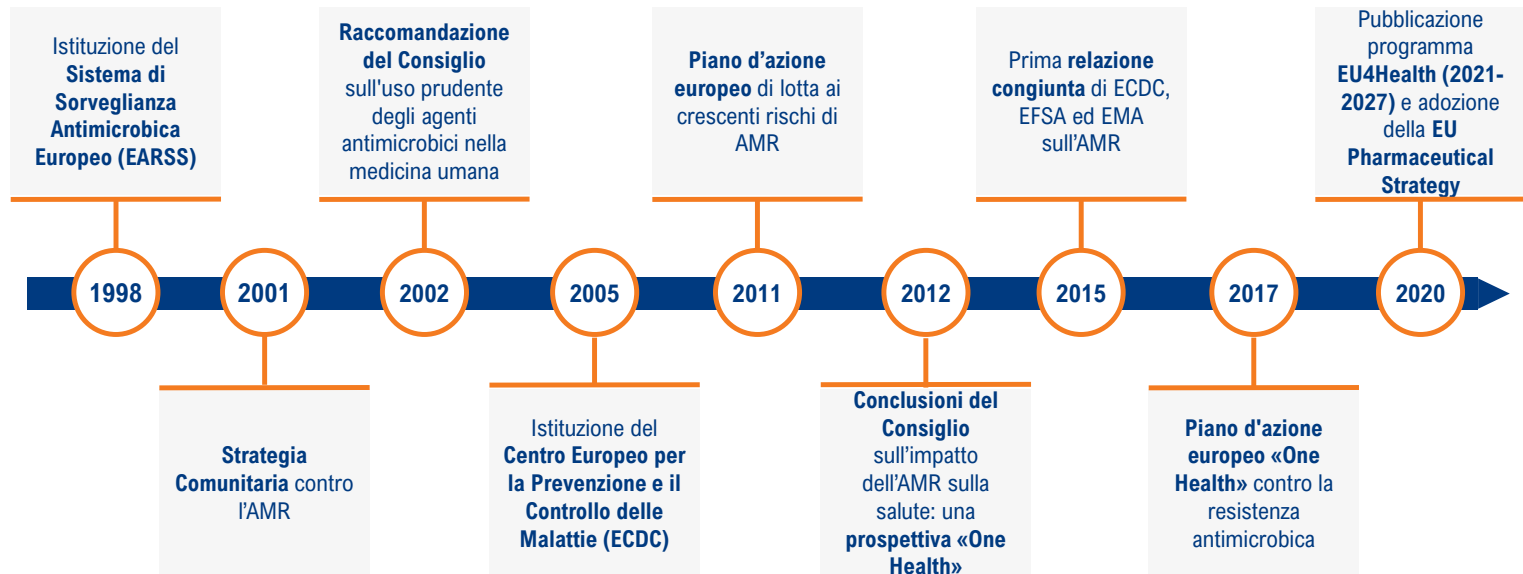 Istituzione del
Sistema di
Sorveglianza
Antimicrobica
Europeo (EARSS)
Raccomandazione
del Consiglio
sull'uso prudente
degli agenti
antimicrobici nella
medicina umana
Piano d’azione
europeo di lotta ai
crescenti rischi di
AMR
Prima relazione
congiunta di ECDC,
EFSA ed EMA
sull’AMR
Pubblicazione
programma
EU4Health (2021-
2027) e adozione
della EU
Pharmaceutical
Strategy
1998
2001
2002
2005
2011
2012
2015
2017
2020
Strategia
Comunitaria contro
l’AMR
Istituzione del
Centro Europeo per
la Prevenzione e il
Controllo delle
Malattie (ECDC)
Conclusioni del
Consiglio
sull’impatto
dell’AMR sulla
salute: una
prospettiva «One
Health»
Piano d'azione
europeo «One
Health» contro la
resistenza
antimicrobica